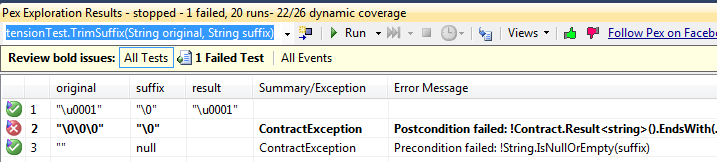 Pex Exploration Results - stopped - 1 failed, 20 runs- 22/26 dynamic coverage
tensionTest.TrimSuffix(String original, String suffix) Run Views Follow Pex on Facebo
Review bold issues: All Tests 1 Failed Test All Events
original suffix result Summary/Exception Error Message
1 "\u0001" "\0" "\u0001"
2 "\0\0\0" "\0" ContractException Postcondition failed: !Contract.Result<string>().EndsWith(.
3 "" null ContractException Precondition failed: !String.IsNullOrEmpty(suffix)